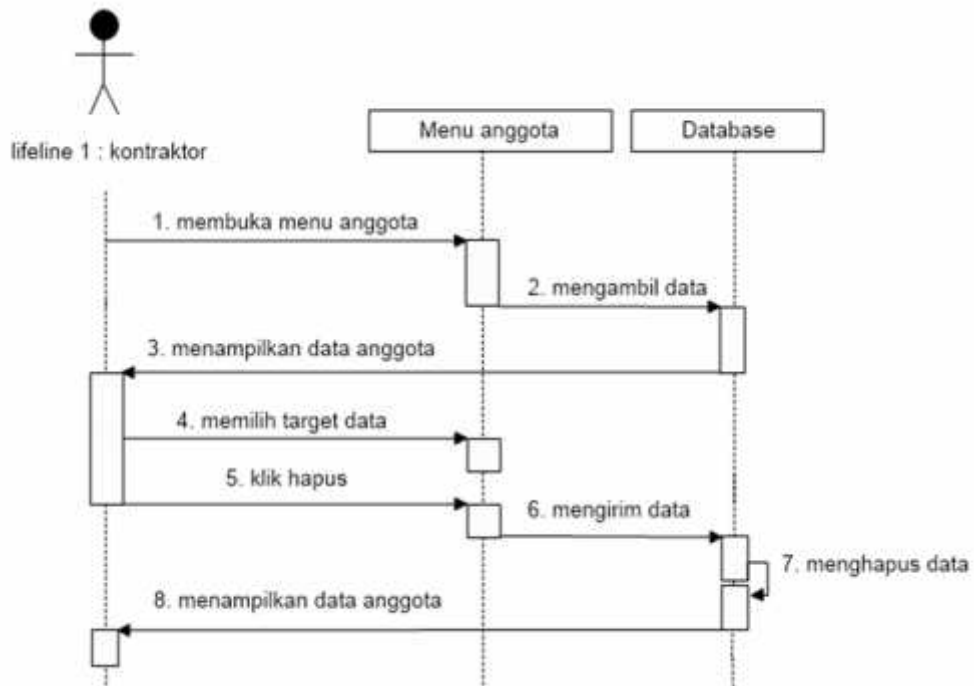 lifeline 1 : kontraktor
Menu anggota
Database
1. membuka menu anggota
2. mengambil data
3. menampilkan data anggota
4. memilih target data
5. klik hapus
6. mengirim data
7. menghapus data
8. menampilkan data anggota